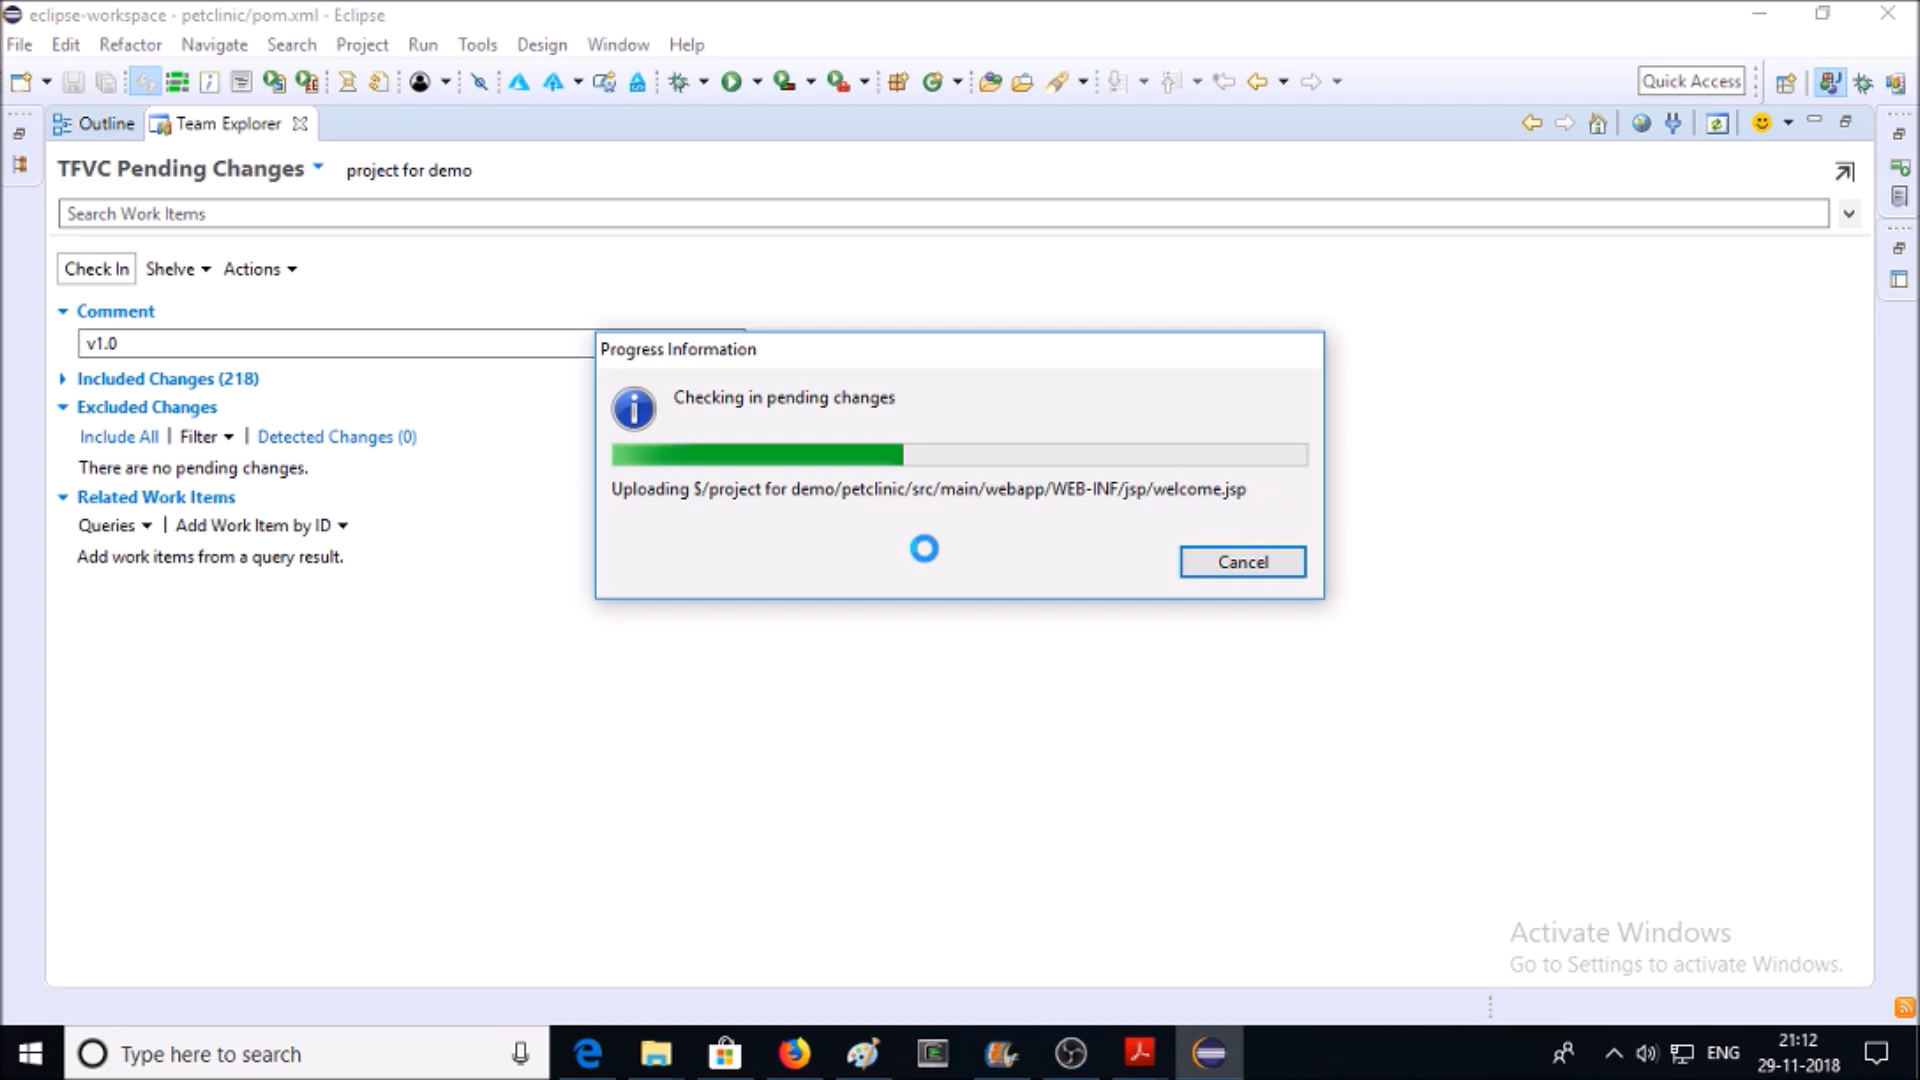 eclipse-workspace - petclinic/pom.xml - Eclipse
File Edit Refactor Navigate Search Project Run Tools Design Window Help
Quick Access
Outline Team Explorer
TFVC Pending Changes project for demo
Search Work Items
Check In Shelve Actions
Comment
v1.0
Included Changes (218)
Excluded Changes
Include All | Filter | Detected Changes (0)
There are no pending changes.
Related Work Items
Queries | Add Work Item by ID
Add work items from a query result.
Progress Information
Checking in pending changes
Uploading $/project for demo/petclinic/src/main/webapp/WEB-INF/jsp/welcome.jsp
Cancel
Activate Windows
Go to Settings to activate Windows.
Type here to search
ENG
21:12
29-11-2018